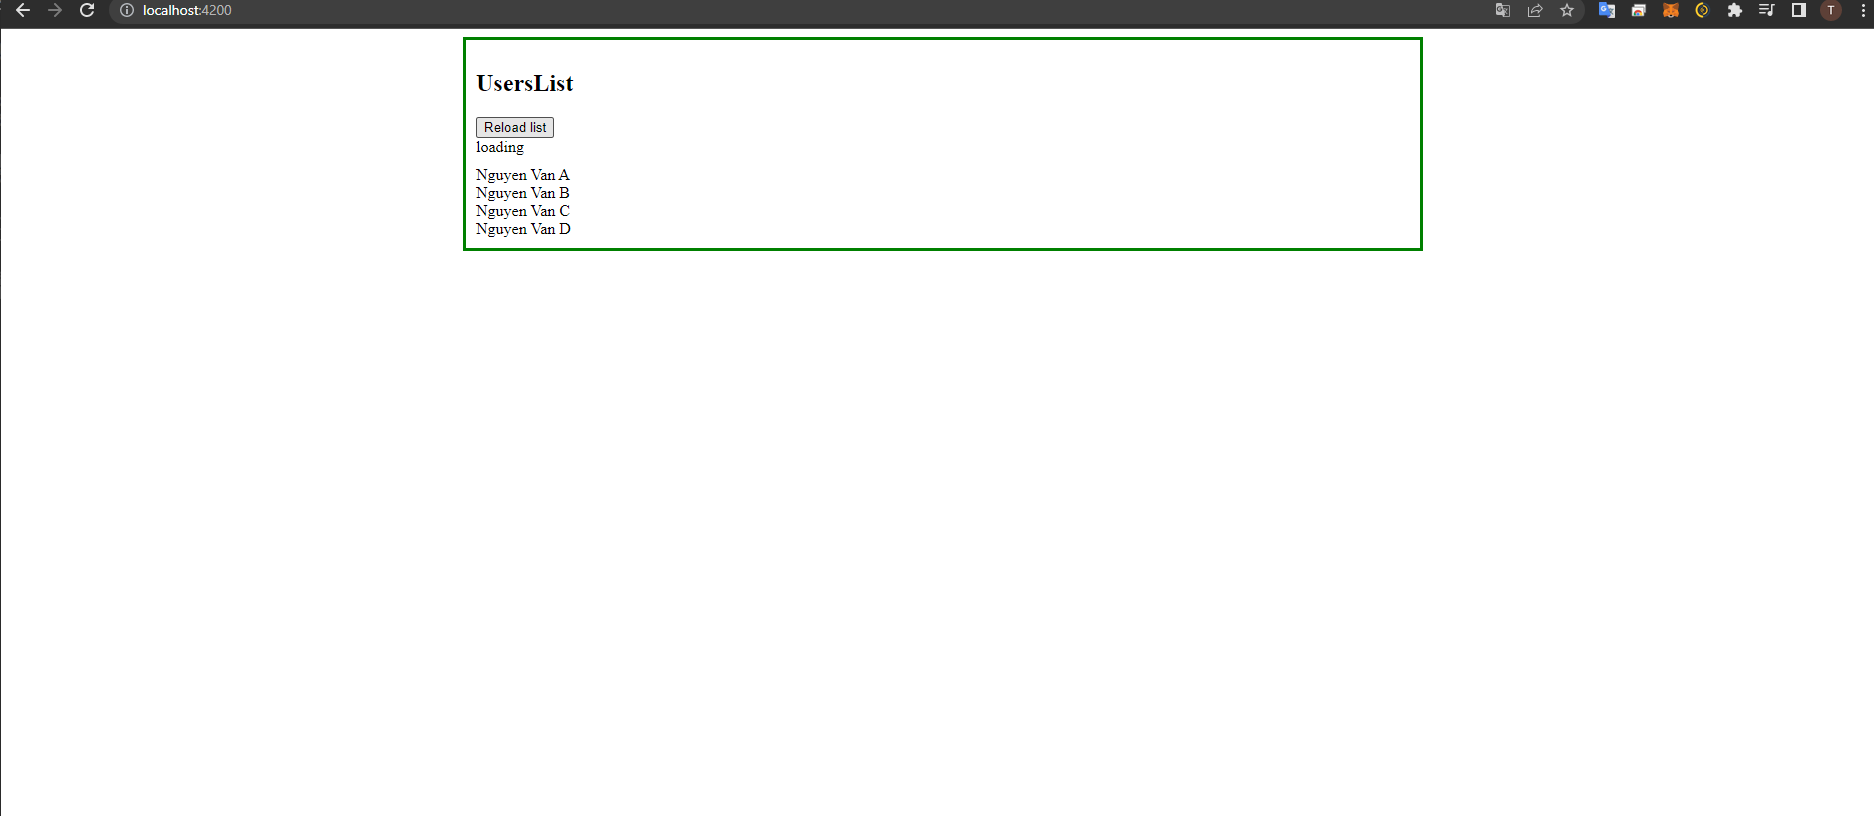 localhost:4200
T
UsersList
Reload list
loading
Nguyen Van A
Nguyen Van B
Nguyen Van C
Nguyen Van D